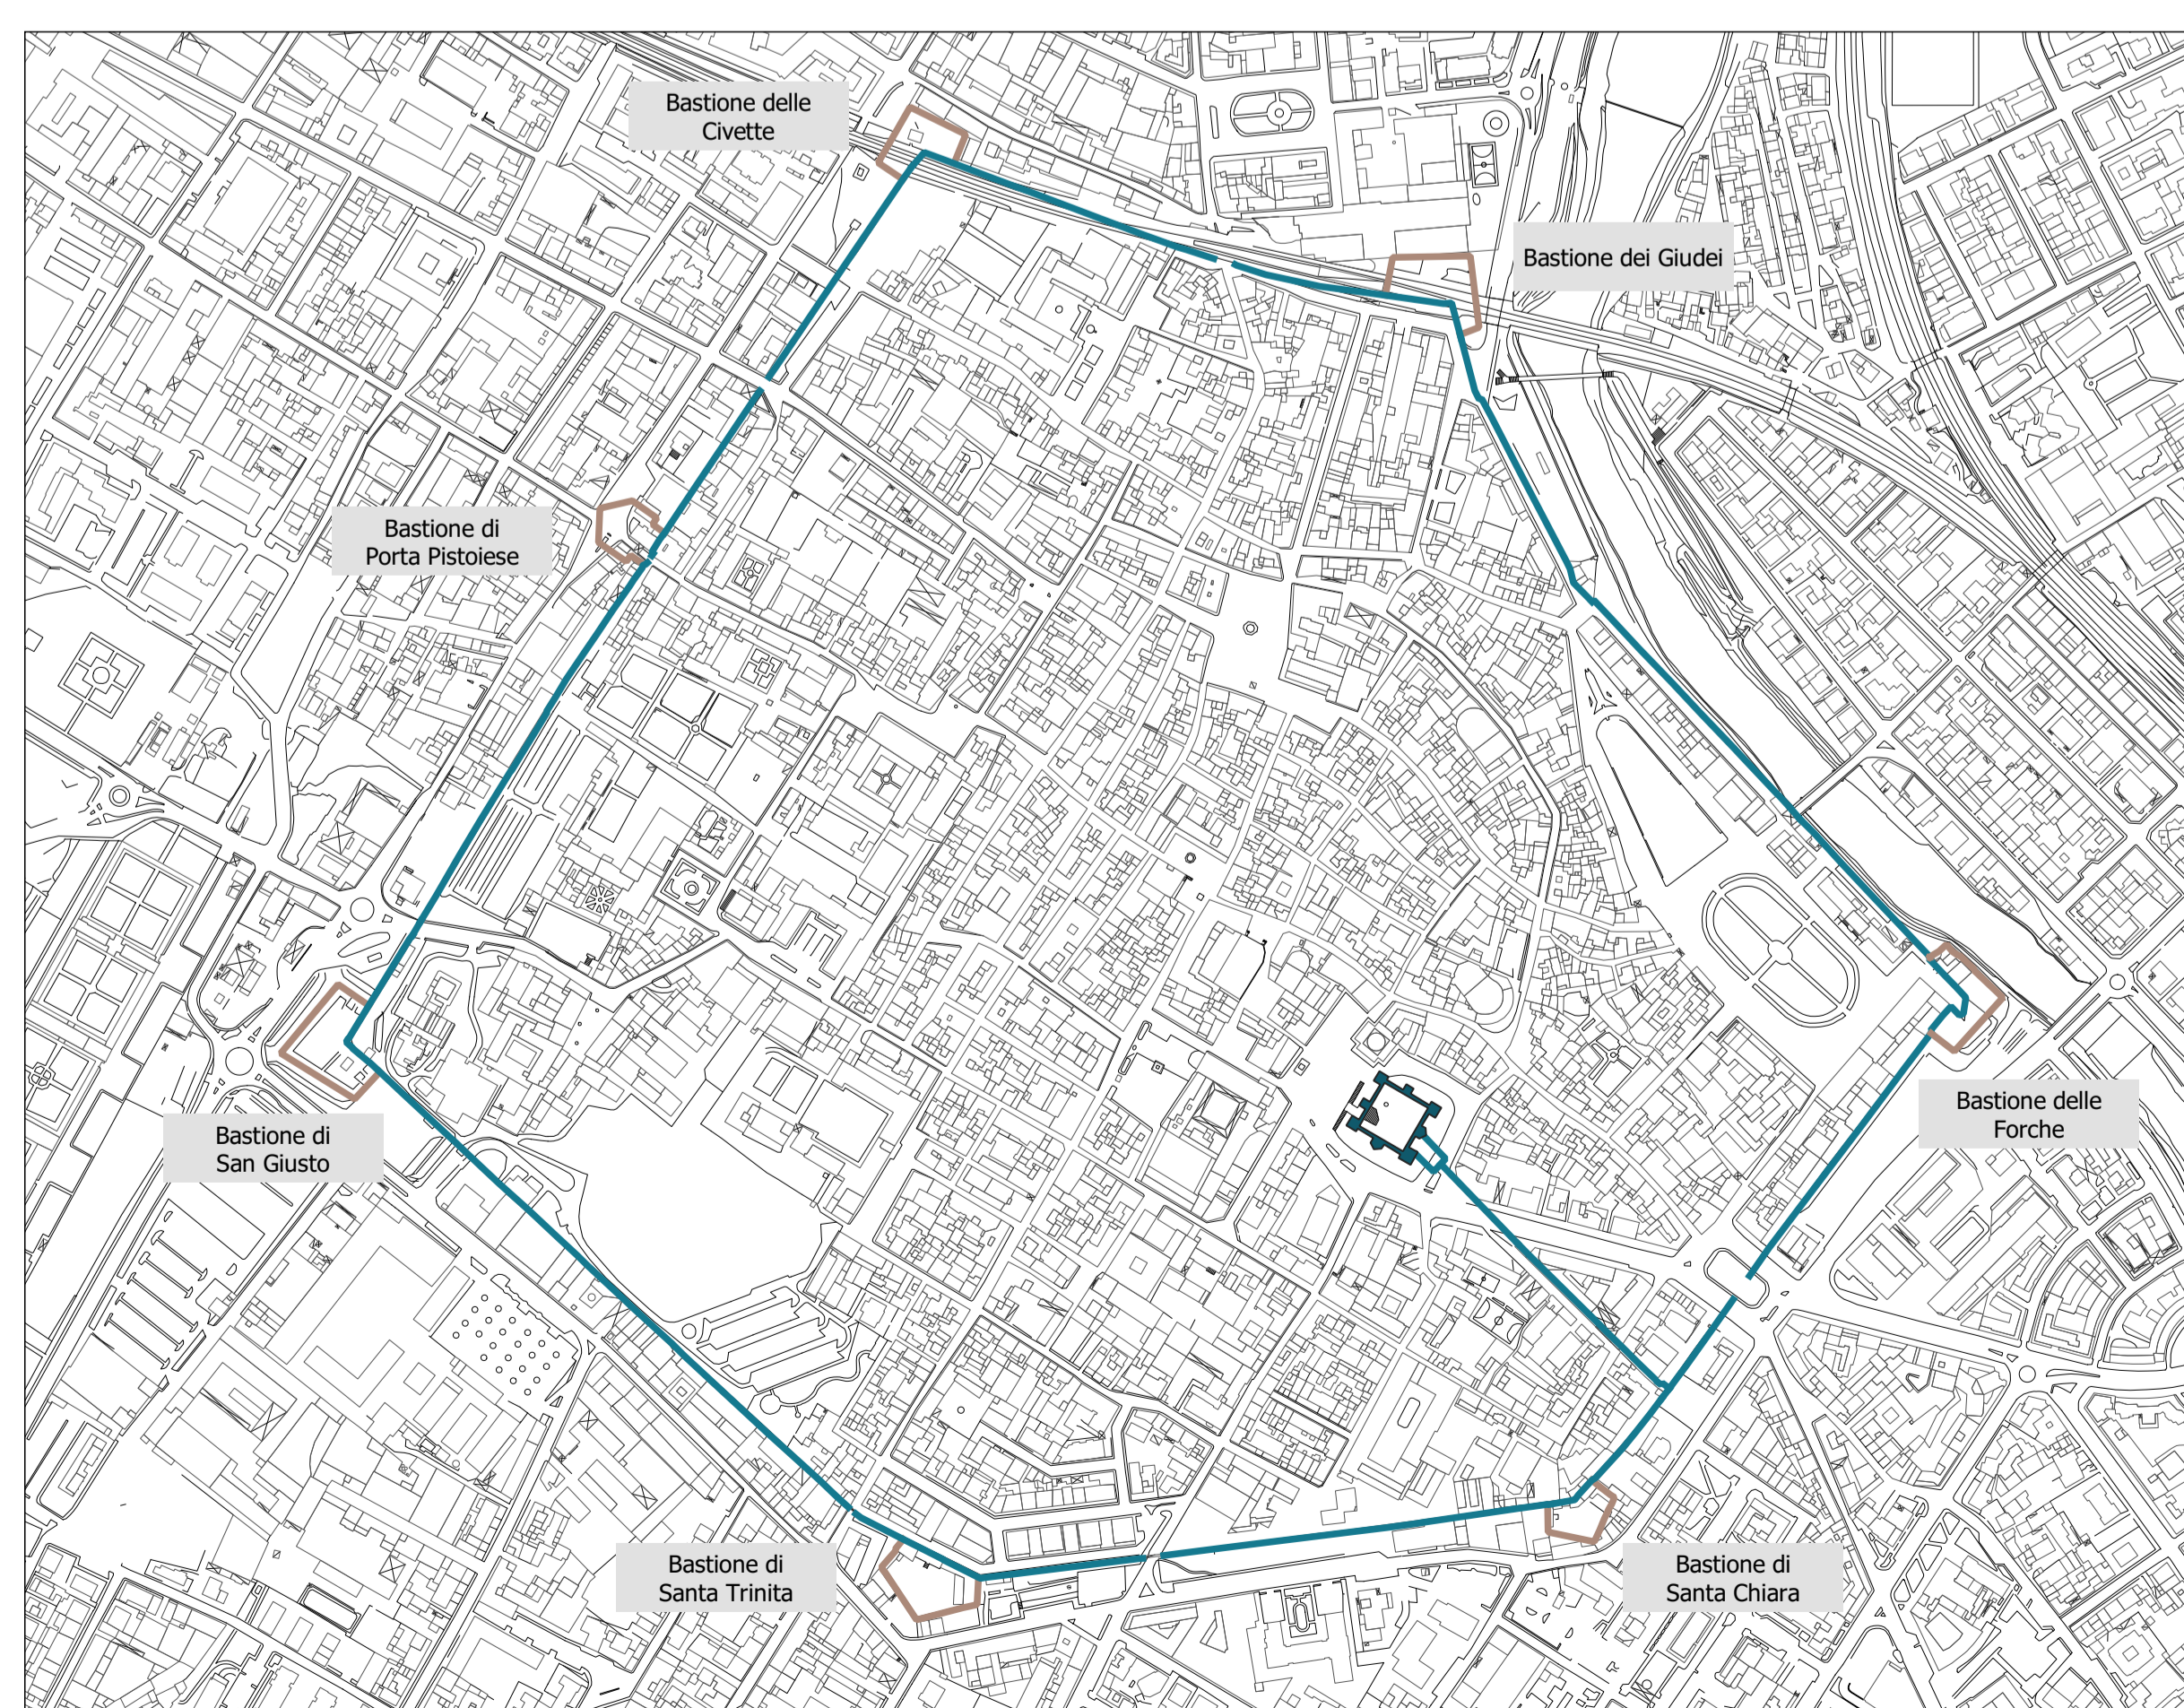 Bastione delle
Civette
Bastione dei Giudei
Bastione di
Porta Pistoiese
Bastione delle
Forche
Bastione di
San Giusto
Bastione di
Santa Trinita
Bastione di
Santa Chiara